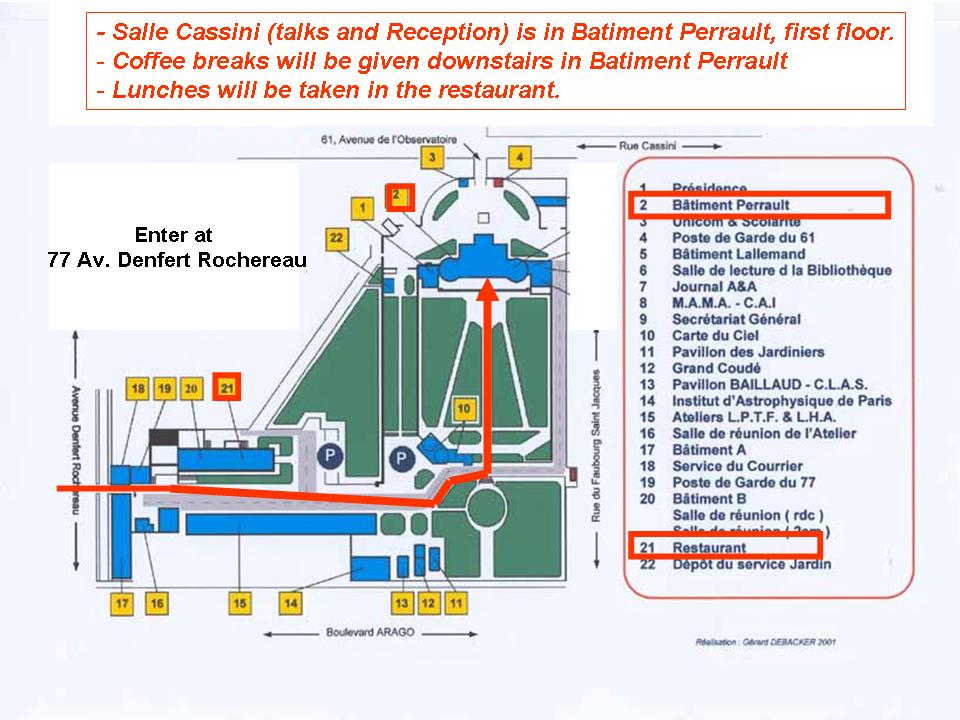 - Salle Cassini (talks and Reception) is in Batiment Perrault, first floor.
- Coffee breaks will be given downstairs in Batiment Perrault
- Lunches will be taken in the restaurant.
61, Avenue de l'Observatoire
Rue Cassini
3
4
2
1
22
Enter at
77 Av. Denfert Rochereau
1 Présidence
2 Bâtiment Perrault
3 Unicom & Scolarité
4 Poste de Garde du 61
5 Bâtiment Lallemand
6 Salle de lecture d la Bibliothèque
7 Journal A&A
8 M.A.M.A. - C.A.I
9 Secrétariat Général
10 Carte du Ciel
11 Pavillon des Jardiniers
12 Grand Coudé
13 Pavillon BAILLAUD - C.L.A.S.
14 Institut d'Astrophysique de Paris
15 Ateliers L.P.T.F. & L.H.A.
16 Salle de réunion de l'Atelier
17 Bâtiment A
18 Service du Courrier
19 Poste de Garde du 77
20 Bâtiment B
Salle de réunion ( rdc )
Salle de réunion ( )
21 Restaurant
22 Dépôt du service Jardin
Avenue Denfert Rochereau
18
19
20
21
10
P
P
Rue du Faubourg Saint Jacques
17
16
15
14
13
12
11
Boulevard ARAGO
Réalisation : Gérard DEBACKER 2001